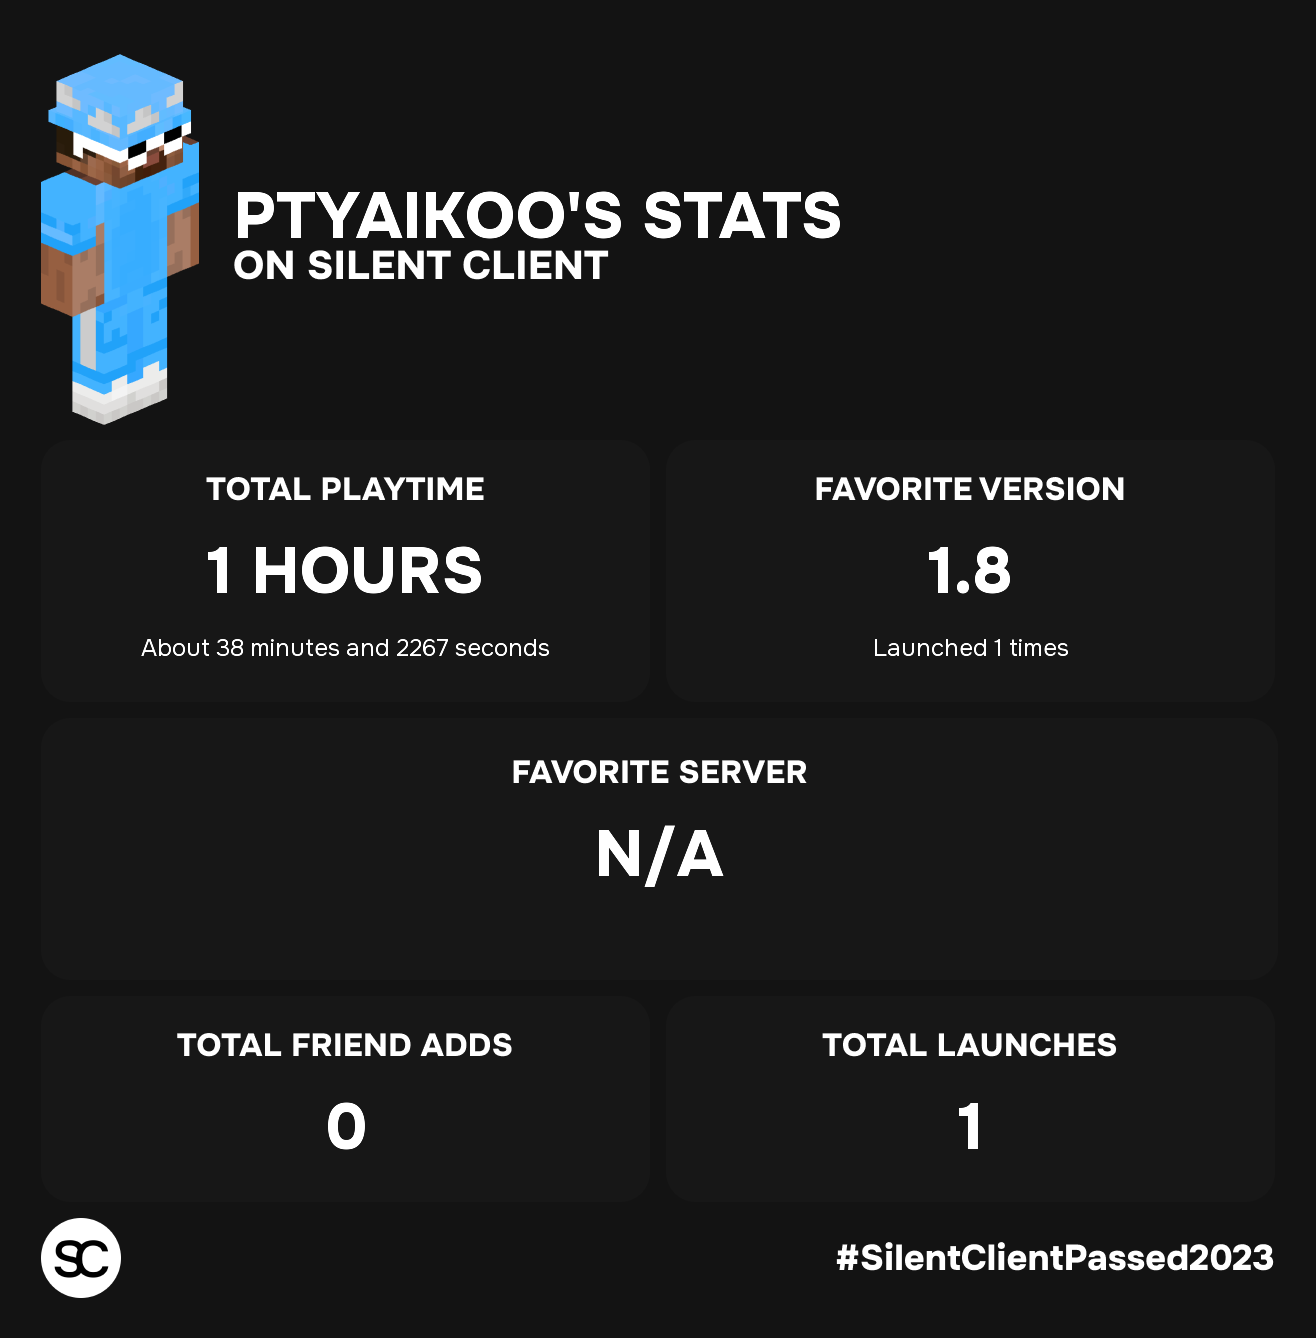 PTYAIKOO'S STATS
ON SILENT CLIENT
TOTAL PLAYTIME
1 HOURS
About 38 minutes and 2267 seconds
FAVORITE VERSION
1.8
Launched 1 times
FAVORITE SERVER
N/A
TOTAL FRIEND ADDS
0
TOTAL LAUNCHES
1
SC
#SilentClientPassed2023